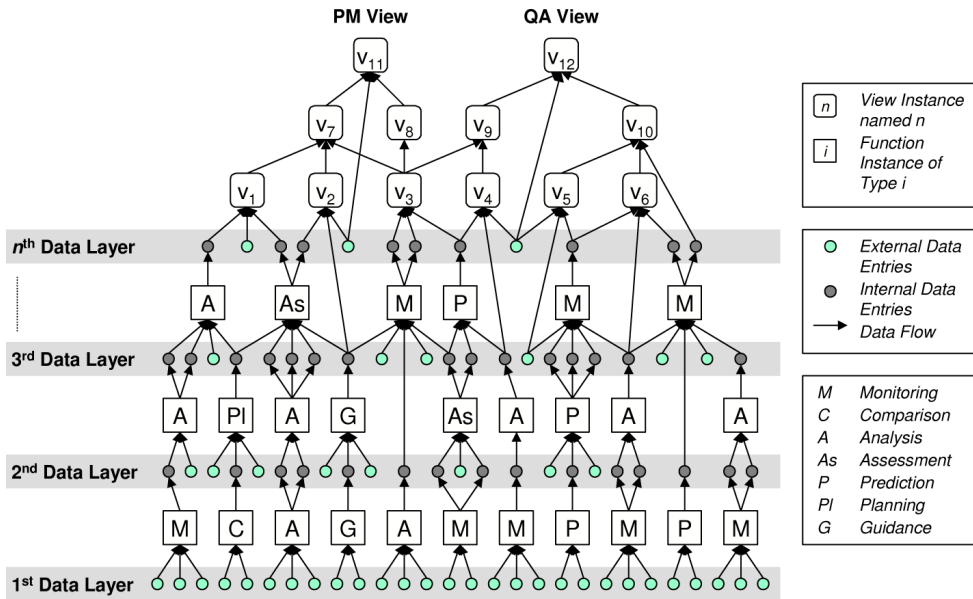 PM View QA View
v11 v12
v7 v8 v9 v10
v1 v2 v3 v4 v5 v6
nth Data Layer
A As M P M M
3rd Data Layer
A Pl A G As A P A A
2nd Data Layer
M C A G A M M P M P M
1st Data Layer
n View Instance
named n
i Function
Instance of
Type i
External Data
Entries
Internal Data
Entries
Data Flow
M Monitoring
C Comparison
A Analysis
As Assessment
P Prediction
Pl Planning
G Guidance